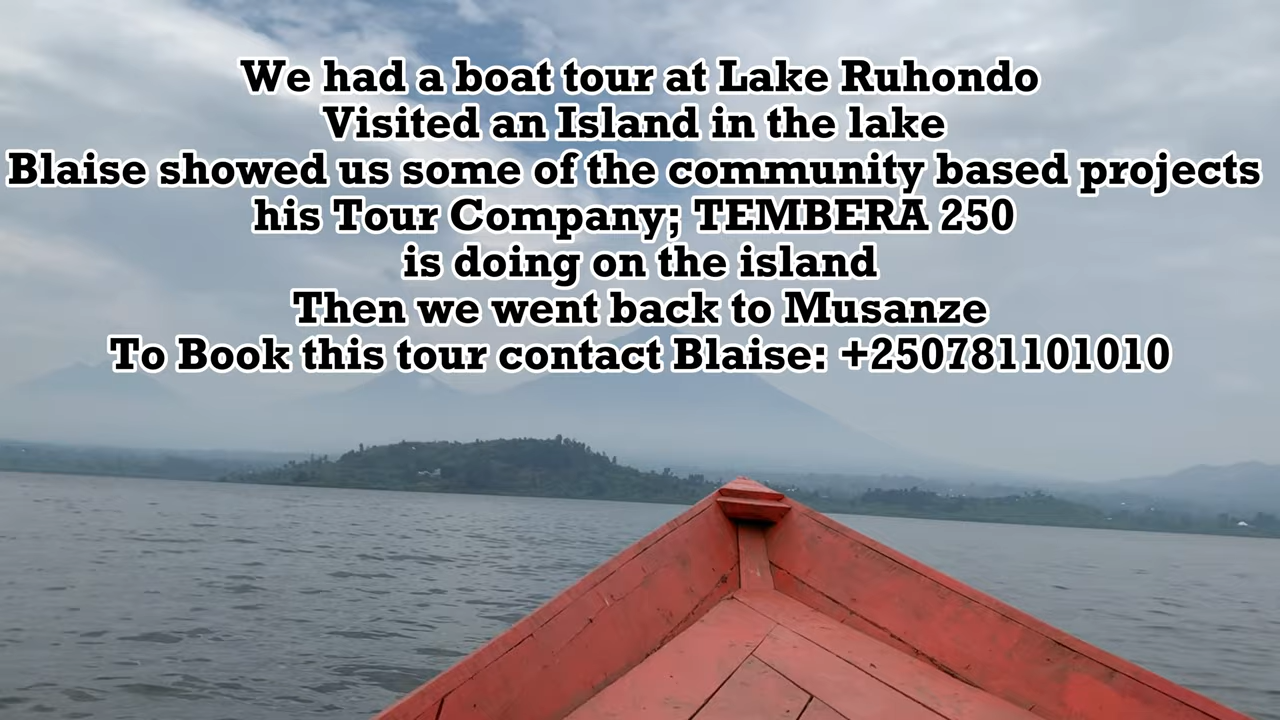 We had a boat tour at Lake Ruhondo
Visited an Island in the lake
Blaise showed us some of the community based projects
his Tour Company; TEMBERA 250
is doing on the island
Then we went back to Musanze
To Book this tour contact Blaise: +250781101010